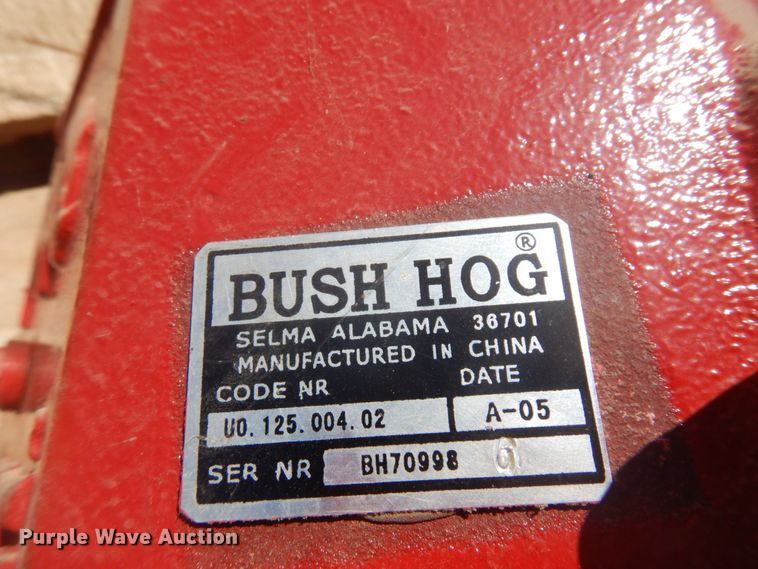 BUSH HOG®
SELMA ALABAMA 36701
MANUFACTURED IN CHINA
CODE NR DATE
U0.125.004.02 A-05
SER NR BH70998 6
Purple Wave Auction®